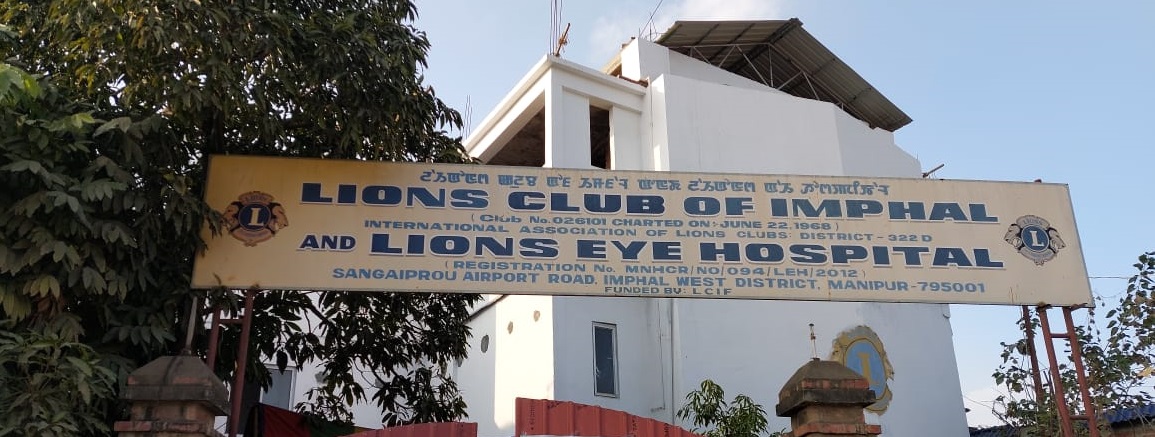 LIONS CLUB OF IMPHAL
( Club No. 026101 CHARTED ON:- JUNE 22, 1968 )
INTERNATIONAL ASSOCIATION OF LIONS CLUBS: DISTRICT - 322 D
AND LIONS EYE HOSPITAL
( REGISTRATION No. MNHCR/NO/094/LEH/2012 )
SANGAIPROU AIRPORT ROAD, IMPHAL WEST DISTRICT, MANIPUR - 795001
FUNDED BY: L C I F
L
L